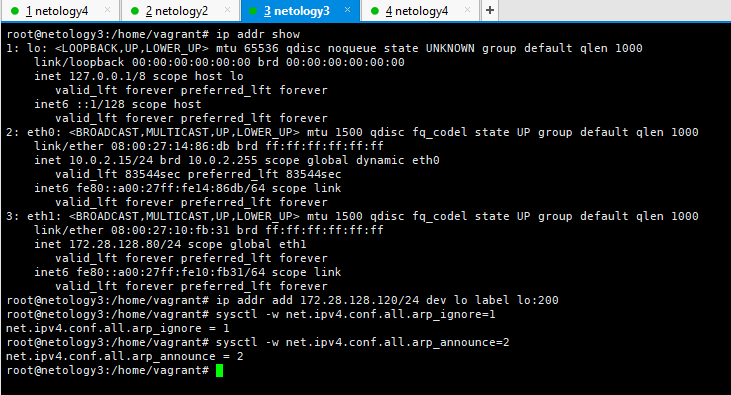 1 netology4 × 2 netology2 × 3 netology3 × 4 netology4 × +
root@netology3:/home/vagrant# ip addr show
1: lo: <LOOPBACK,UP,LOWER_UP> mtu 65536 qdisc noqueue state UNKNOWN group default qlen 1000
    link/loopback 00:00:00:00:00:00 brd 00:00:00:00:00:00
    inet 127.0.0.1/8 scope host lo
       valid_lft forever preferred_lft forever
    inet6 ::1/128 scope host
       valid_lft forever preferred_lft forever
2: eth0: <BROADCAST,MULTICAST,UP,LOWER_UP> mtu 1500 qdisc fq_codel state UP group default qlen 1000
    link/ether 08:00:27:14:86:db brd ff:ff:ff:ff:ff:ff
    inet 10.0.2.15/24 brd 10.0.2.255 scope global dynamic eth0
       valid_lft 83544sec preferred_lft 83544sec
    inet6 fe80::a00:27ff:fe14:86db/64 scope link
       valid_lft forever preferred_lft forever
3: eth1: <BROADCAST,MULTICAST,UP,LOWER_UP> mtu 1500 qdisc fq_codel state UP group default qlen 1000
    link/ether 08:00:27:10:fb:31 brd ff:ff:ff:ff:ff:ff
    inet 172.28.128.80/24 scope global eth1
       valid_lft forever preferred_lft forever
    inet6 fe80::a00:27ff:fe10:fb31/64 scope link
       valid_lft forever preferred_lft forever
root@netology3:/home/vagrant# ip addr add 172.28.128.120/24 dev lo label lo:200
root@netology3:/home/vagrant# sysctl -w net.ipv4.conf.all.arp_ignore=1
net.ipv4.conf.all.arp_ignore = 1
root@netology3:/home/vagrant# sysctl -w net.ipv4.conf.all.arp_announce=2
net.ipv4.conf.all.arp_announce = 2
root@netology3:/home/vagrant#